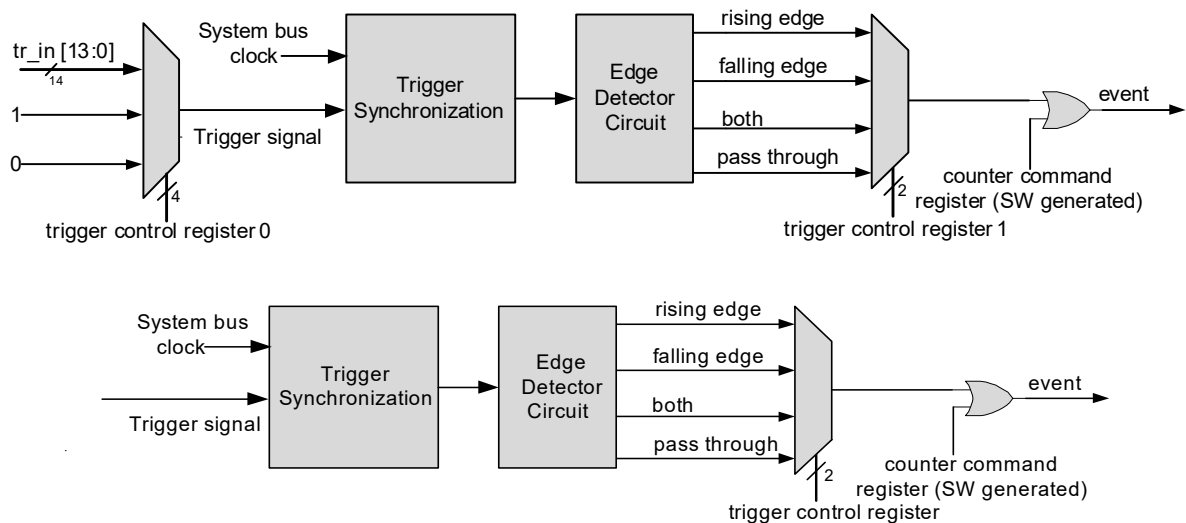 tr_in [13:0]
14
1
0
4
trigger control register 0
Trigger signal
System bus
clock
Trigger
Synchronization
Edge
Detector
Circuit
rising edge
falling edge
both
pass through
2
trigger control register 1
event
counter command
register (SW generated)
System bus
clock
Trigger signal
Trigger
Synchronization
Edge
Detector
Circuit
rising edge
falling edge
both
pass through
2
trigger control register
event
counter command
register (SW generated)